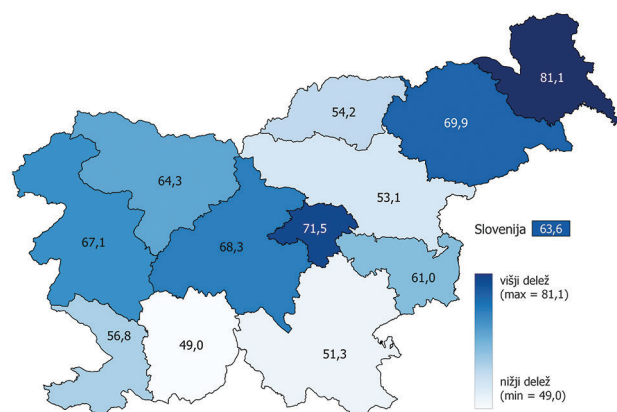 81,1
54,2
69,9
64,3
53,1
71,5
67,1
68,3
61,0
56,8
49,0
51,3
Slovenija 63,6
višji delež
(max = 81,1)
nižji delež
(min = 49,0)